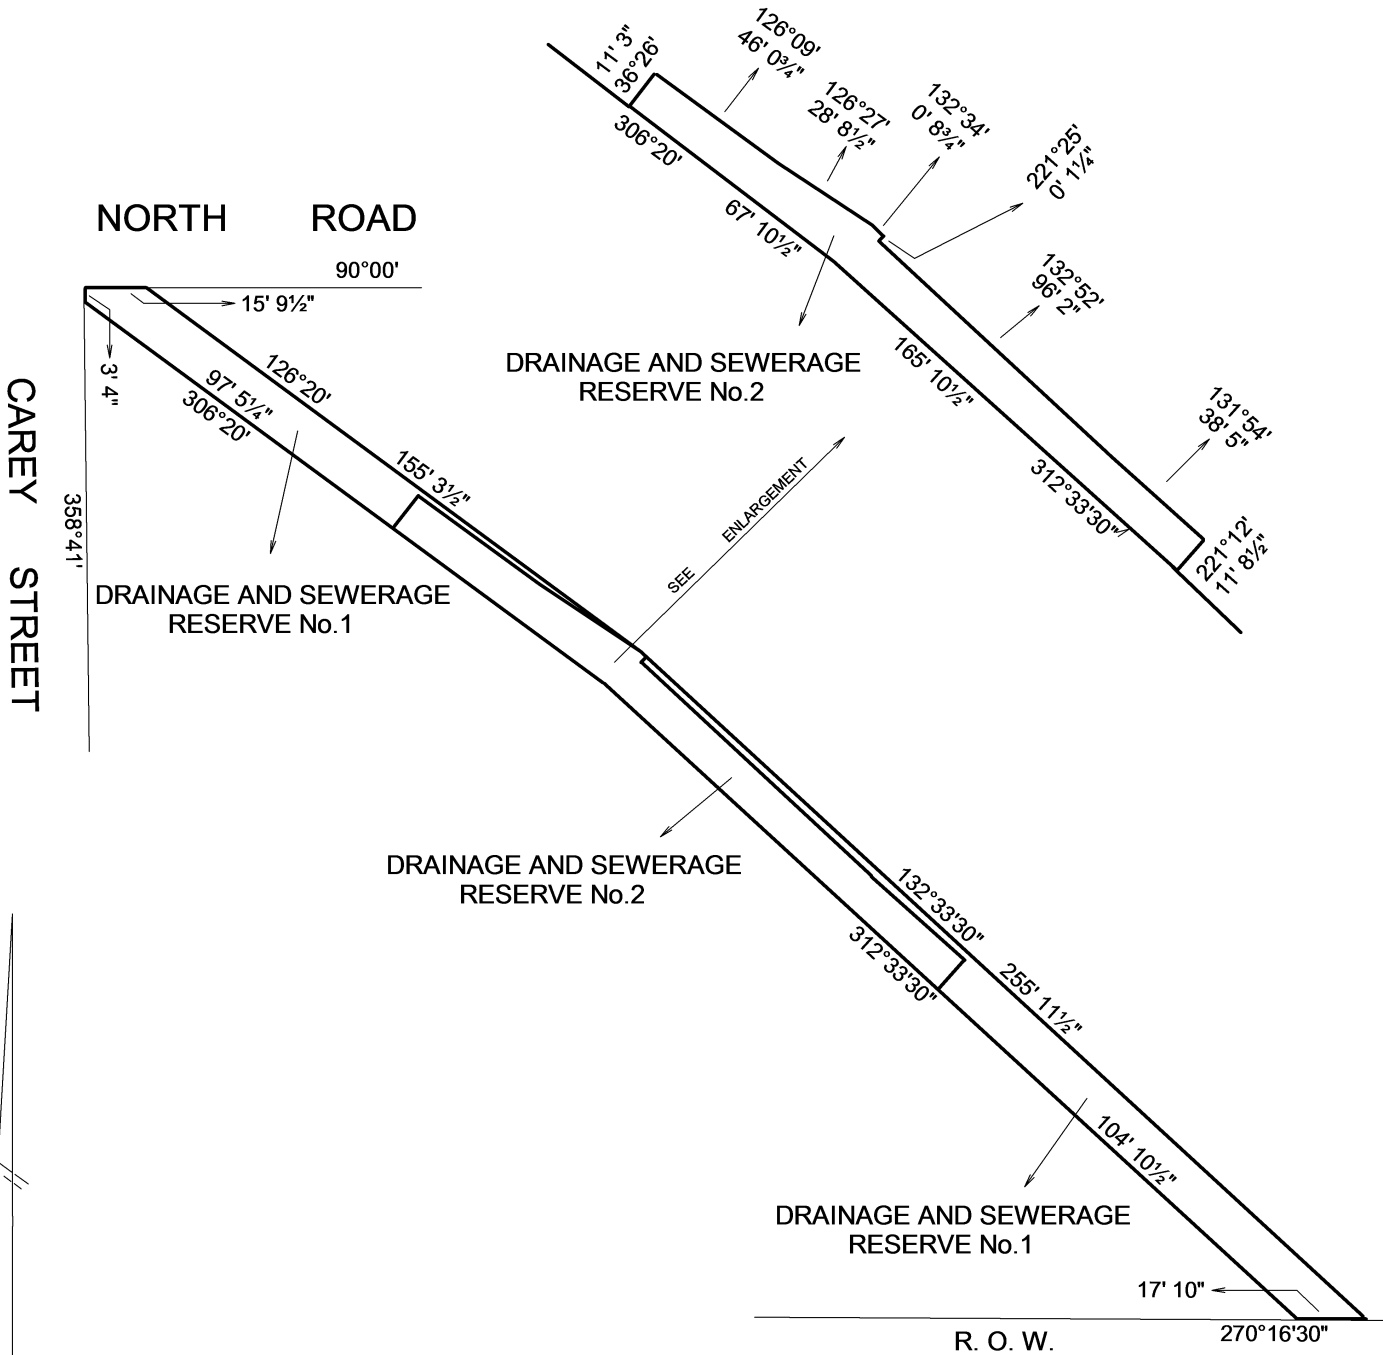 11' 3"
36°26'
126°09'
46' 0¾"
126°27'
28' 8½"
132°34'
0' 8¾"
221°25'
0' 1¼"
306°20'
67' 10½"
132°52'
96' 2"
NORTH ROAD
90°00'
15' 9½"
3' 4"
DRAINAGE AND SEWERAGE
RESERVE No.2
165' 10½"
131°54'
38' 5"
312°33'30"
221°12'
11' 8½"
CAREY STREET
358°41'
126°20'
97' 5¼"
306°20'
155' 3½"
SEE ENLARGEMENT
DRAINAGE AND SEWERAGE
RESERVE No.1
DRAINAGE AND SEWERAGE
RESERVE No.2
132°33'30"
312°33'30"
255' 11½"
104' 10½"
DRAINAGE AND SEWERAGE
RESERVE No.1
17' 10"
270°16'30"
R. O. W.